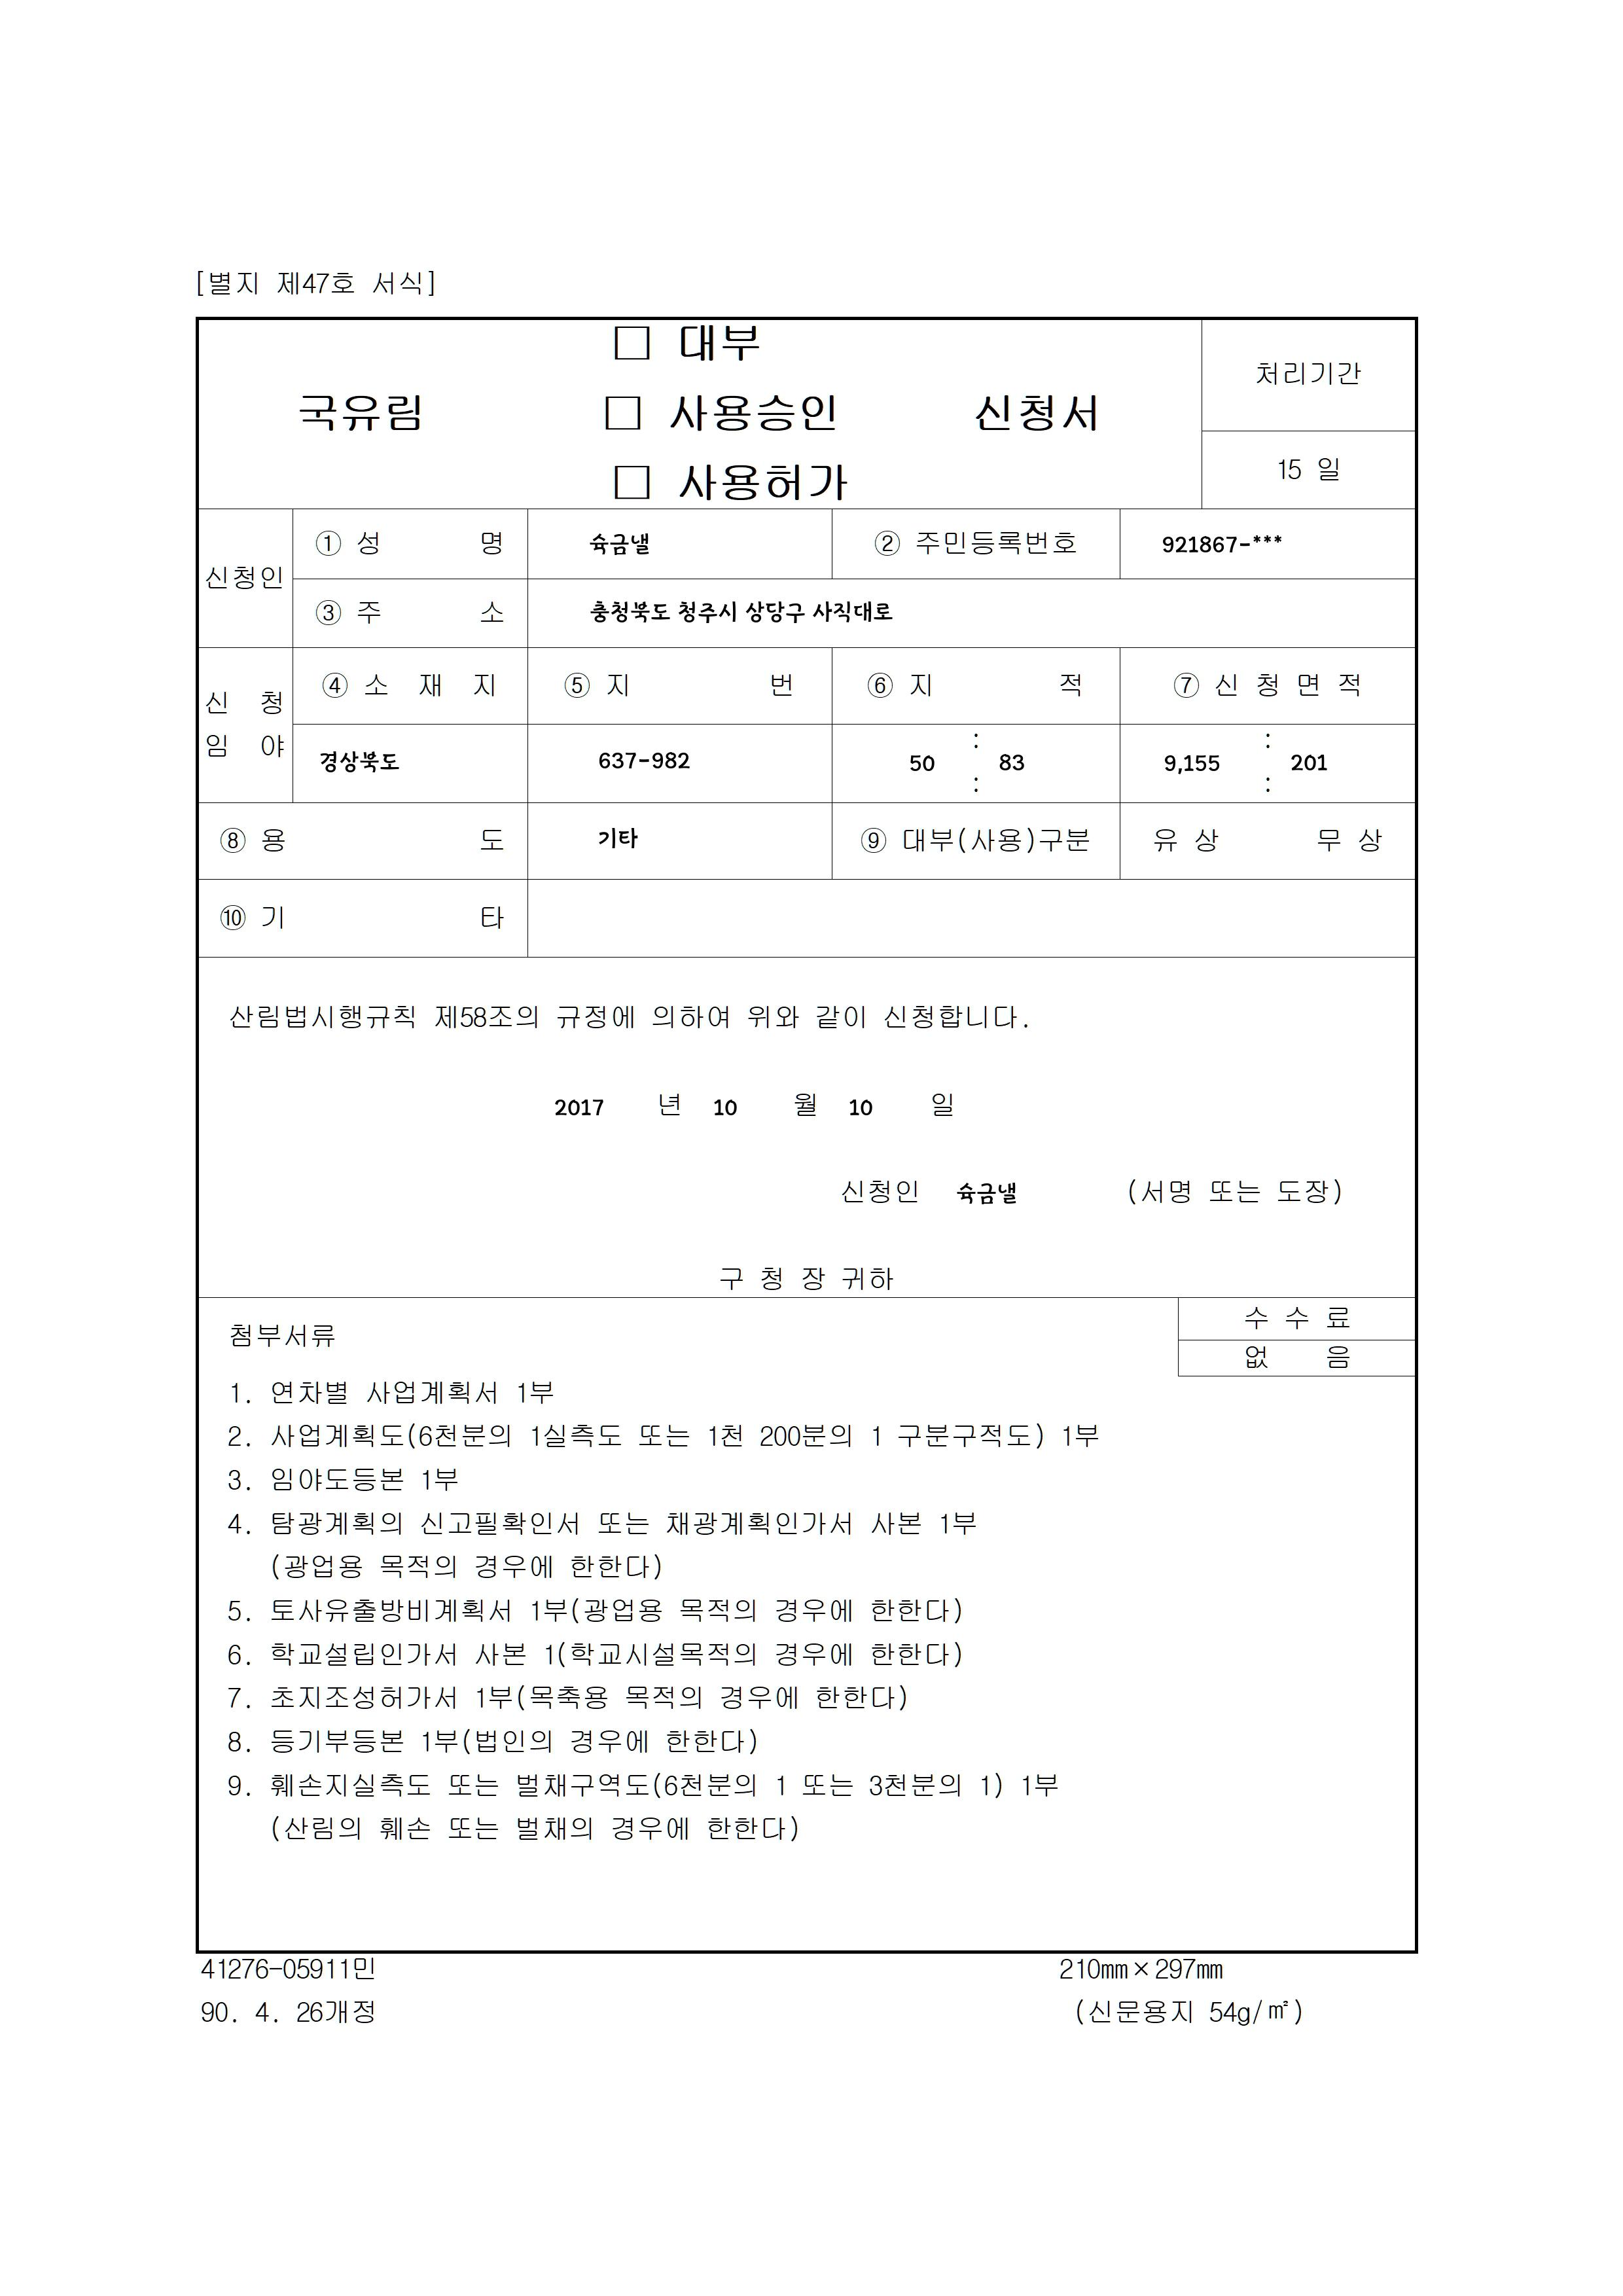 [별지 제47호 서식]
국유림
□ 대부
□ 사용승인
□ 사용허가
신청서
처리기간
15 일
신청인
① 성 명
슉금낼
② 주민등록번호
921867-***
③ 주 소
충청북도 청주시 상당구 사직대로
신 청
임 야
④ 소 재 지
⑤ 지 번
⑥ 지 적
⑦ 신 청 면 적
경상북도
637-982
50 : 83
:
9,155 : 201
:
⑧ 용 도
기타
⑨ 대부(사용)구분
유 상 무 상
⑩ 기 타
산림법시행규칙 제58조의 규정에 의하여 위와 같이 신청합니다.
2017 년 10 월 10 일
신청인 슉금낼 (서명 또는 도장)
구 청 장 귀하
수 수 료
없 음
첨부서류
1. 연차별 사업계획서 1부
2. 사업계획도(6천분의 1실측도 또는 1천 200분의 1 구분구적도) 1부
3. 임야도등본 1부
4. 탐광계획의 신고필확인서 또는 채광계획인가서 사본 1부
(광업용 목적의 경우에 한한다)
5. 토사유출방비계획서 1부(광업용 목적의 경우에 한한다)
6. 학교설립인가서 사본 1(학교시설목적의 경우에 한한다)
7. 초지조성허가서 1부(목축용 목적의 경우에 한한다)
8. 등기부등본 1부(법인의 경우에 한한다)
9. 훼손지실측도 또는 벌채구역도(6천분의 1 또는 3천분의 1) 1부
(산림의 훼손 또는 벌채의 경우에 한한다)
41276-05911민
210㎜×297㎜
90. 4. 26개정
(신문용지 54g/㎡)